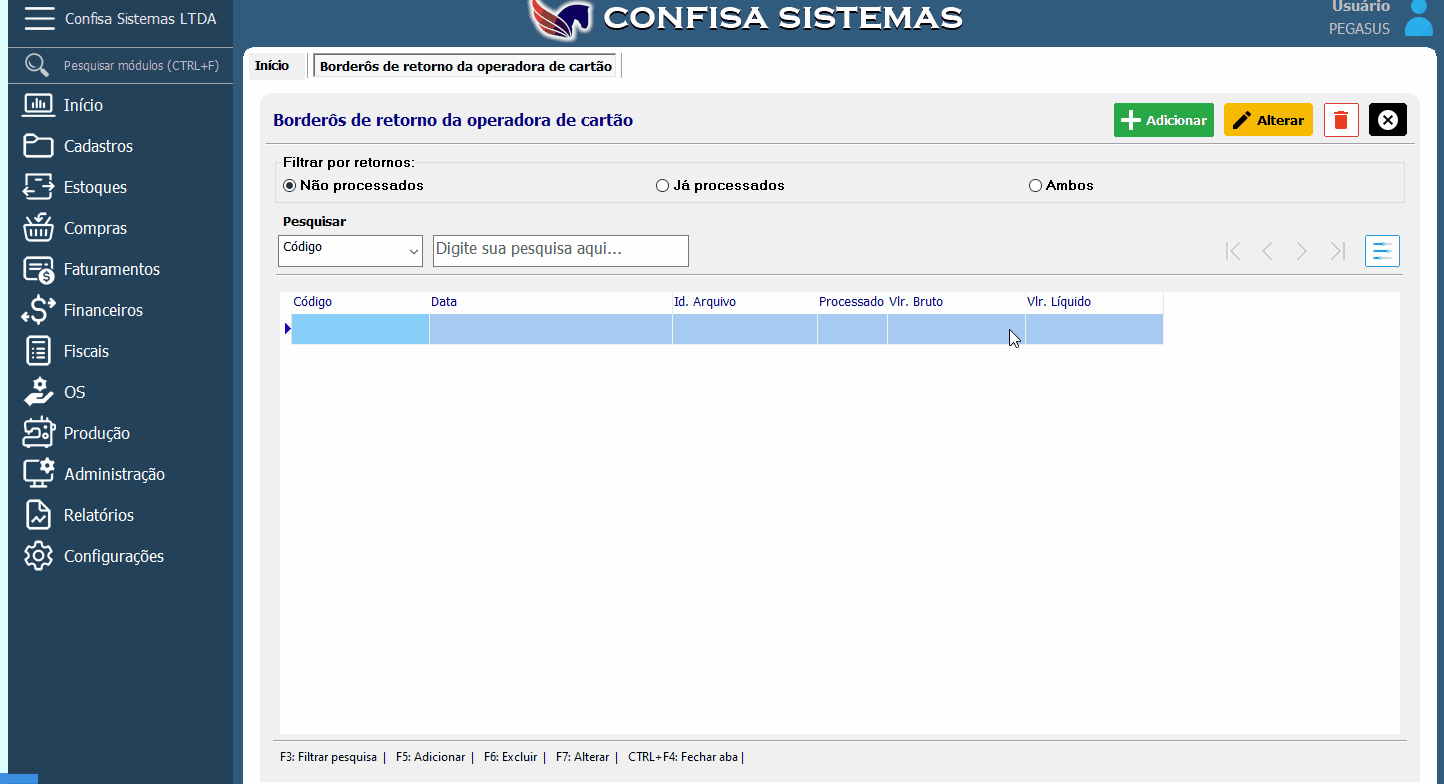 Confisa Sistemas LTDA
CONFISA SISTEMAS
Usuário
PEGASUS
Pesquisar módulos (CTRL+F)
Início
Cadastros
Estoques
Compras
Faturamentos
Financeiros
Fiscais
OS
Produção
Administração
Relatórios
Configurações
Início
Borderôs de retorno da operadora de cartão
Borderôs de retorno da operadora de cartão
Adicionar
Alterar
Filtrar por retornos:
Não processados
Já processados
Ambos
Pesquisar
Código
Digite sua pesquisa aqui...
Código Data Id. Arquivo Processado Vlr. Bruto Vlr. Líquido
F3: Filtrar pesquisa | F5: Adicionar | F6: Excluir | F7: Alterar | CTRL+F4: Fechar aba |